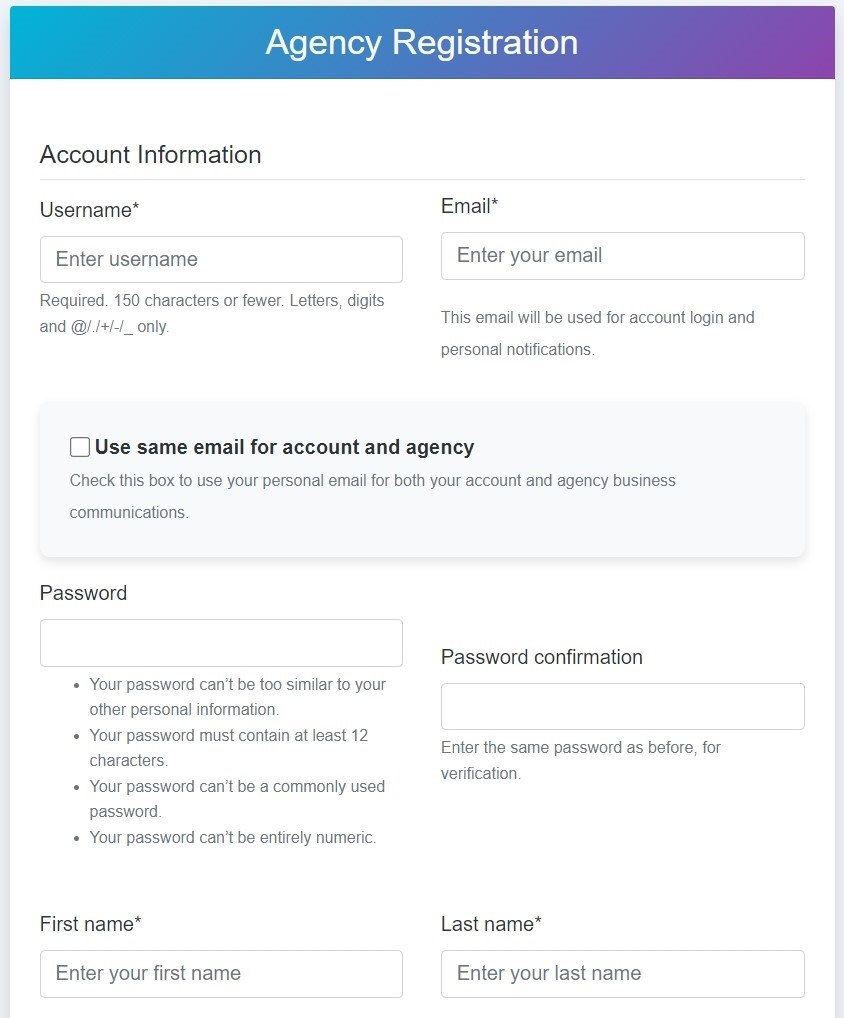 Agency Registration
Account Information
Username*
Enter username
Required. 150 characters or fewer. Letters, digits
and @/./+/-/_ only.
Email*
Enter your email
This email will be used for account login and
personal notifications.
Use same email for account and agency
Check this box to use your personal email for both your account and agency business
communications.
Password
• Your password can’t be too similar to your
other personal information.
• Your password must contain at least 12
characters.
• Your password can’t be a commonly used
password.
• Your password can’t be entirely numeric.
Password confirmation
Enter the same password as before, for
verification.
First name*
Enter your first name
Last name*
Enter your last name